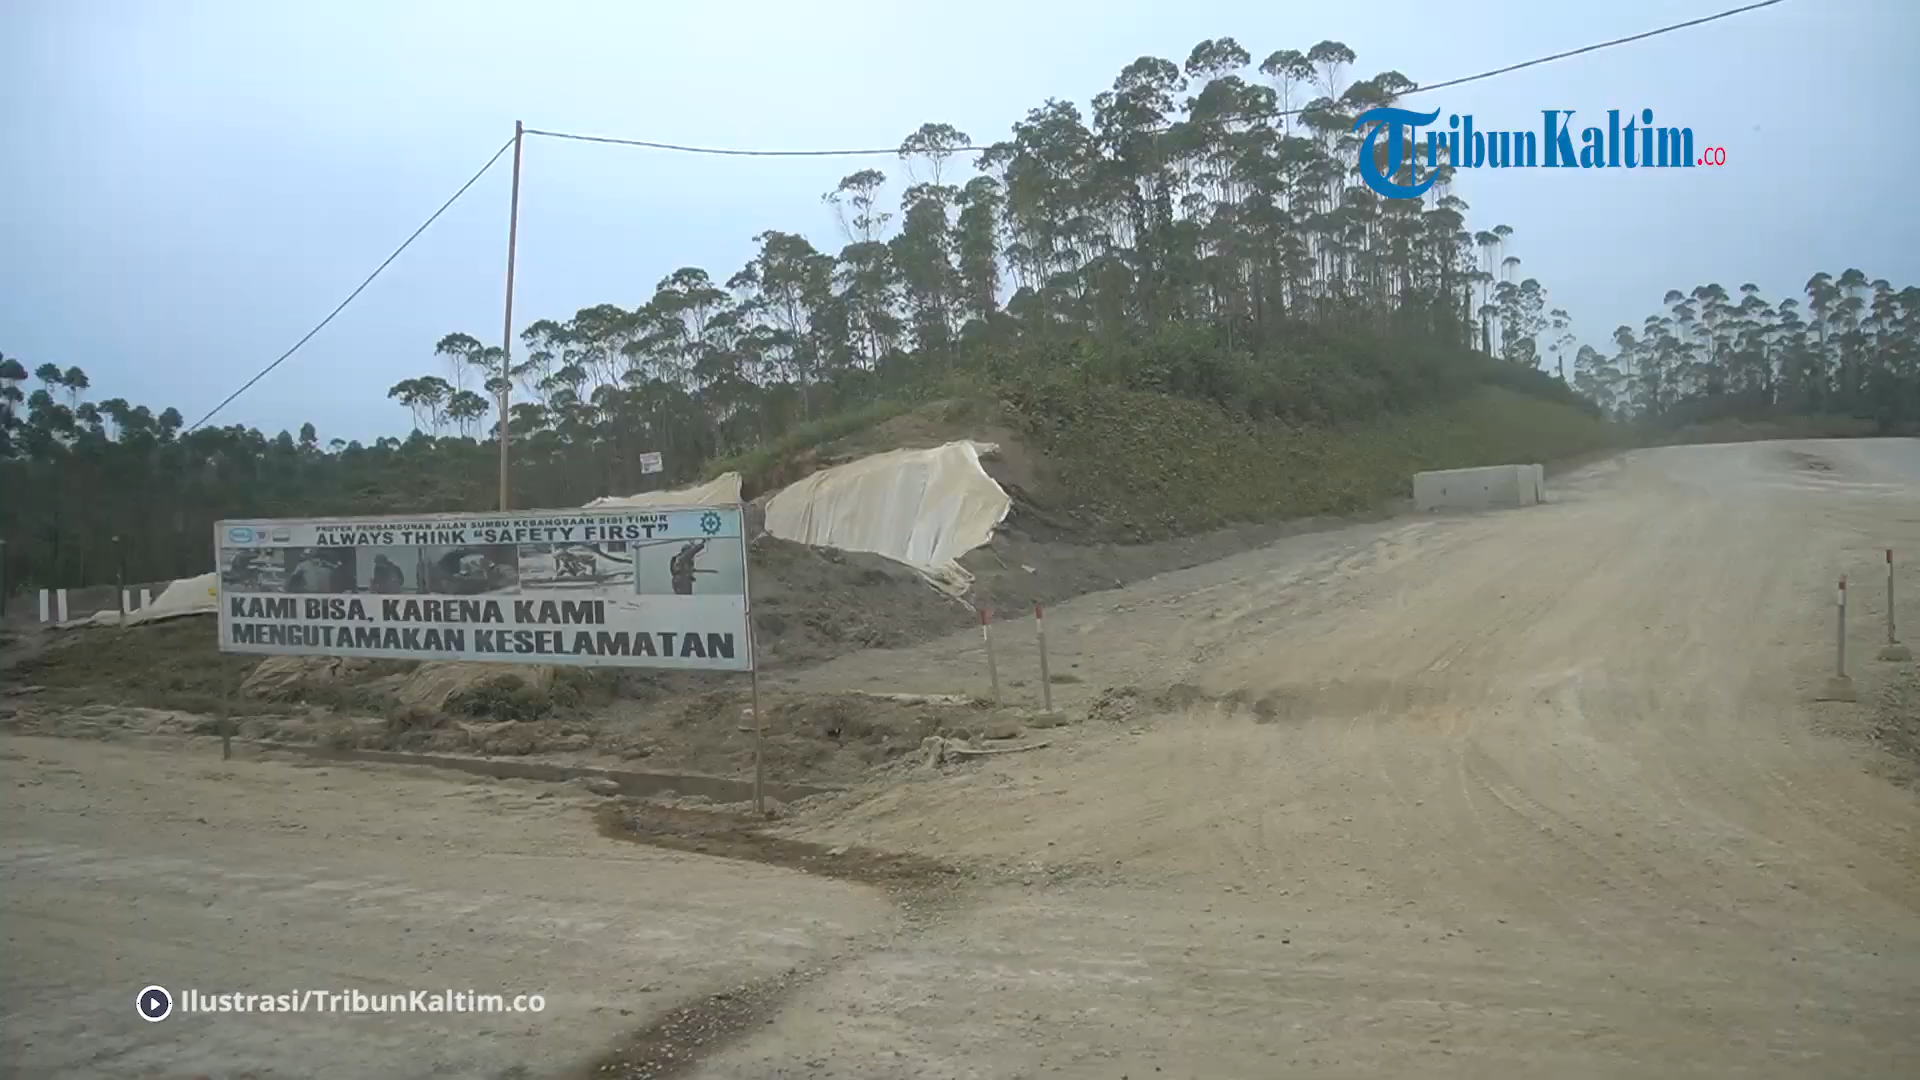 TribunKaltim.co
PROYEK PEMBANGUNAN JALAN SUMBU KEBANGSAAN SISI TIMUR
ALWAYS THINK "SAFETY FIRST"
KAMI BISA, KARENA KAMI
MENGUTAMAKAN KESELAMATAN
Ilustrasi/TribunKaltim.co